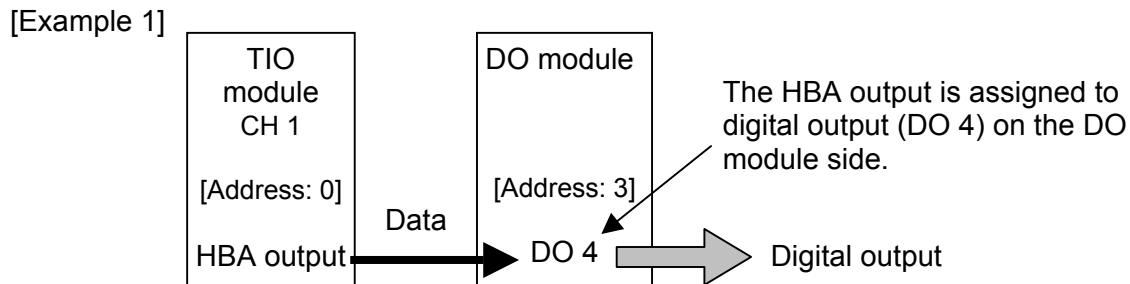 [Example 1]
TIO
module
CH 1
[Address: 0]
HBA output
Data
DO module
[Address: 3]
DO 4
The HBA output is assigned to
digital output (DO 4) on the DO
module side.
Digital output